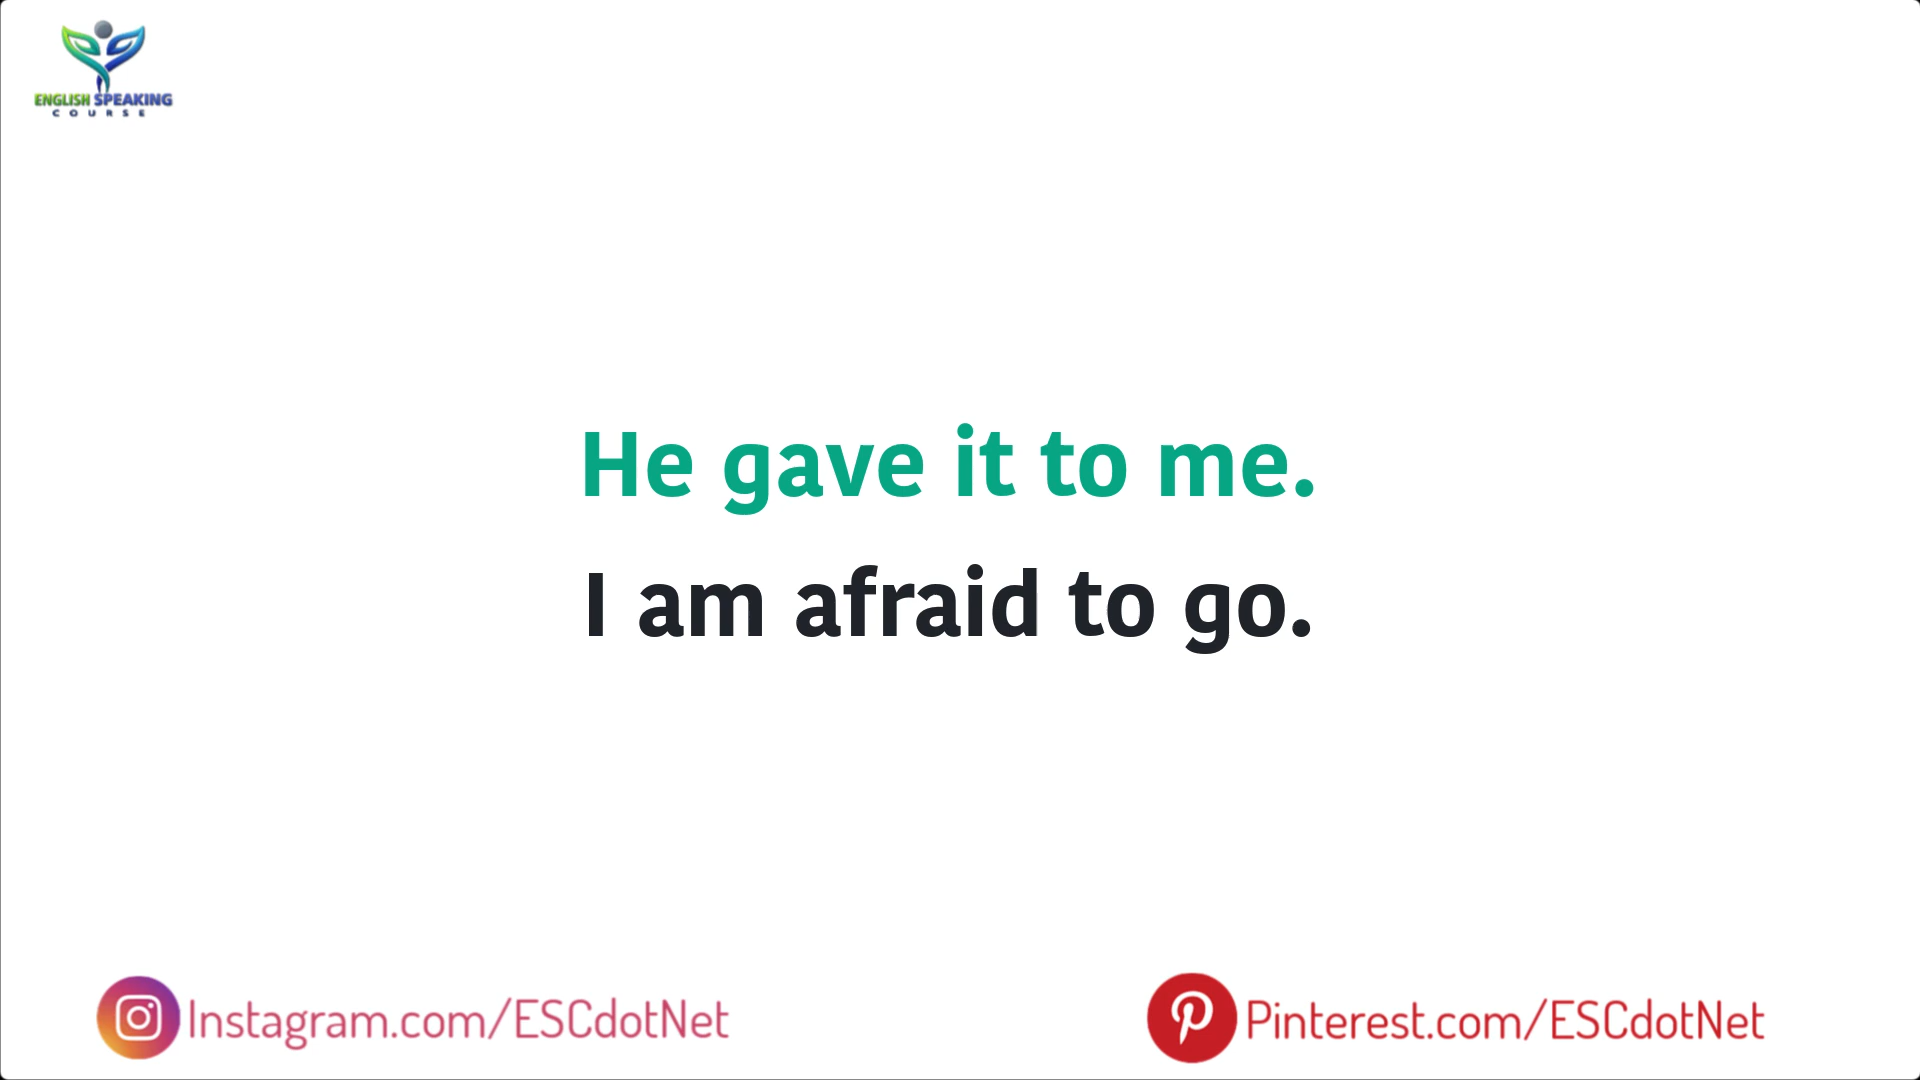 ENGLISH SPEAKING
COURSE
He gave it to me.
I am afraid to go.
Instagram.com/ESCdotNet
Pinterest.com/ESCdotNet